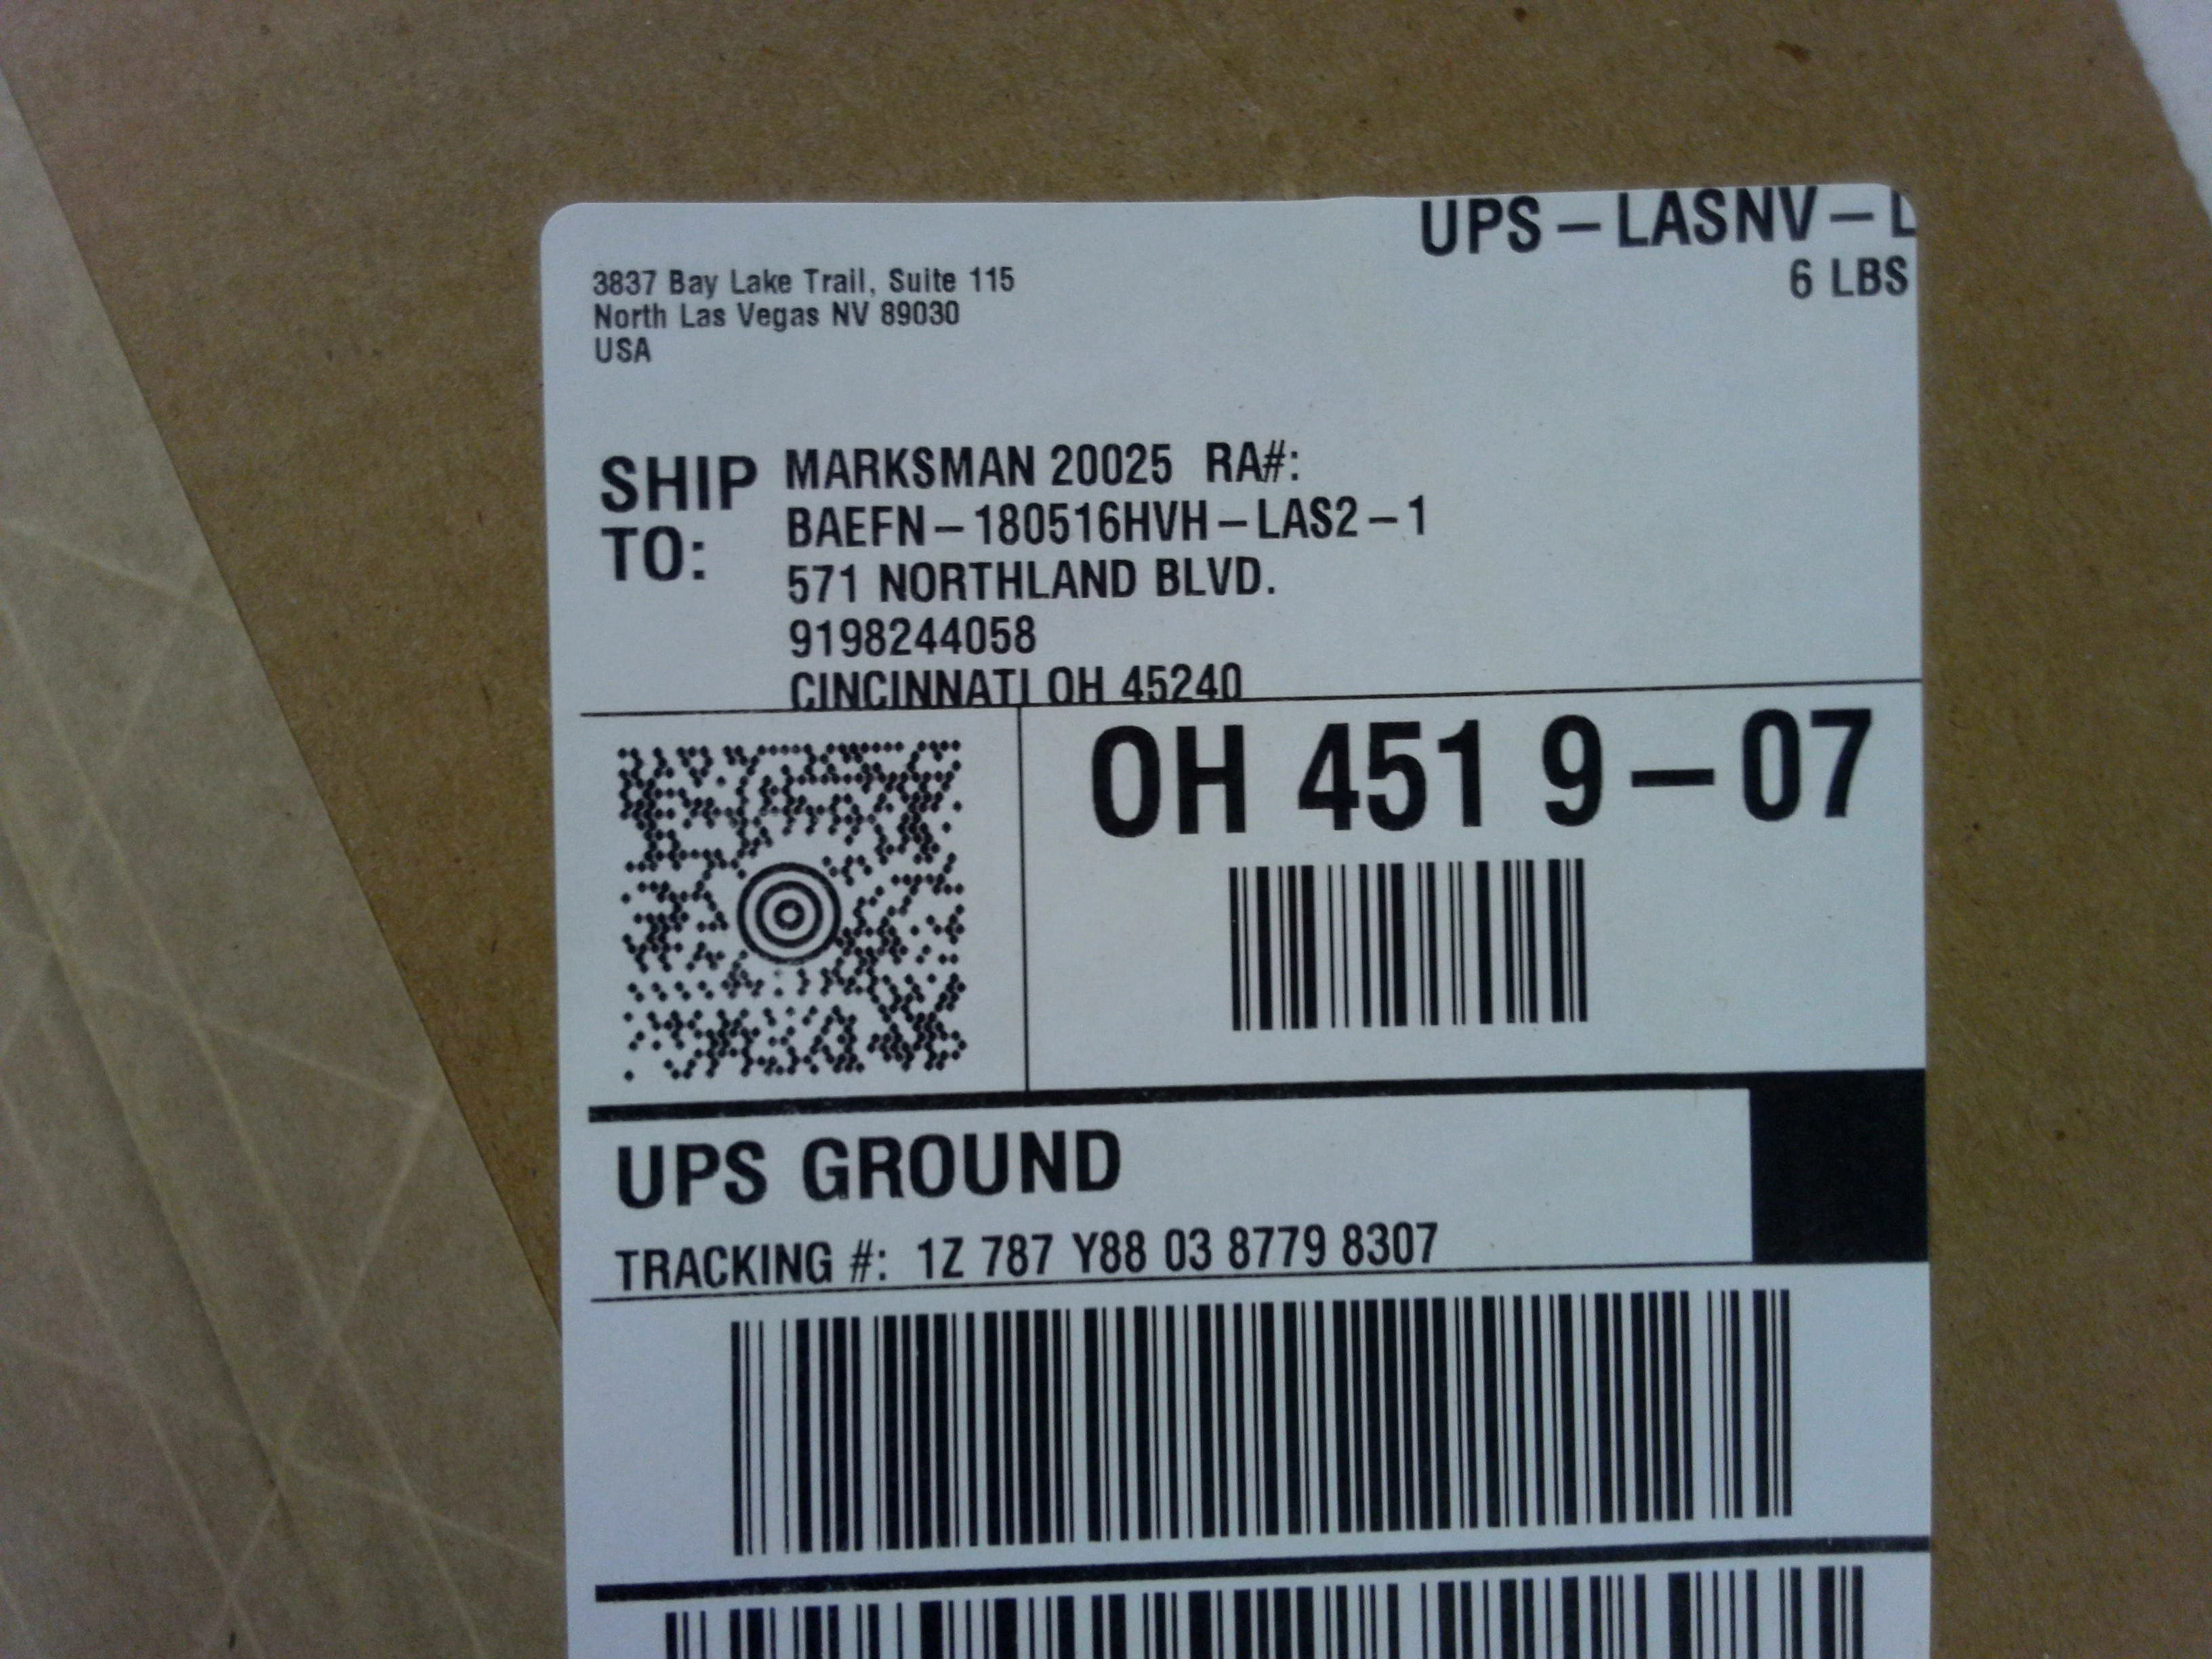 UPS – LASNV –
6 LBS
3837 Bay Lake Trail, Suite 115
North Las Vegas NV 89030
USA
SHIP TO:
MARKSMAN 20025 RA#:
BAEFN – 180516HVH – LAS2 – 1
571 NORTHLAND BLVD.
9198244058
CINCINNATI OH 45240
OH 451 9 – 07
UPS GROUND
TRACKING #: 1Z 787 Y88 03 8779 8307